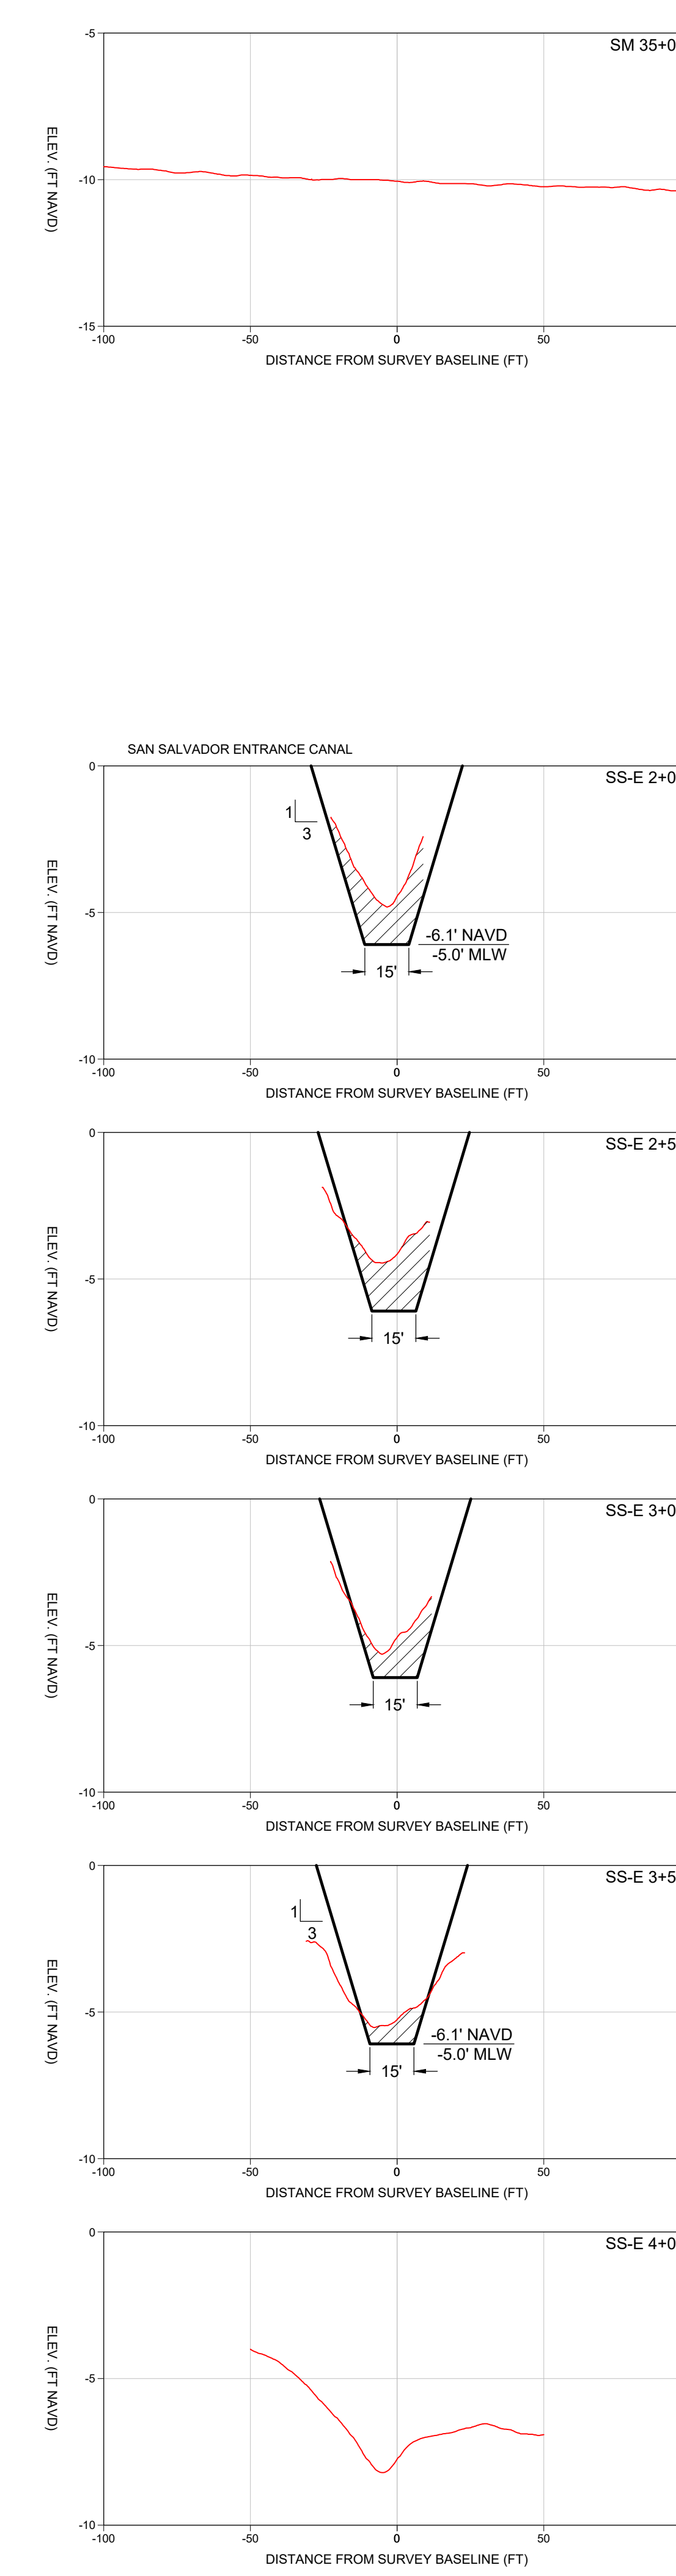 -5
SM 35+0
ELEV. (FT NAVD)
-10
-15
-100 -50 0 50
DISTANCE FROM SURVEY BASELINE (FT)
SAN SALVADOR ENTRANCE CANAL
0
SS-E 2+0
1
3
ELEV. (FT NAVD)
-5
-6.1' NAVD
-5.0' MLW
15'
-10
-100 -50 0 50
DISTANCE FROM SURVEY BASELINE (FT)
0
SS-E 2+5
ELEV. (FT NAVD)
-5
15'
-10
-100 -50 0 50
DISTANCE FROM SURVEY BASELINE (FT)
0
SS-E 3+0
ELEV. (FT NAVD)
-5
15'
-10
-100 -50 0 50
DISTANCE FROM SURVEY BASELINE (FT)
0
SS-E 3+5
1
3
ELEV. (FT NAVD)
-5
-6.1' NAVD
-5.0' MLW
15'
-10
-100 -50 0 50
DISTANCE FROM SURVEY BASELINE (FT)
0
SS-E 4+0
ELEV. (FT NAVD)
-5
-10
-100 -50 0 50
DISTANCE FROM SURVEY BASELINE (FT)